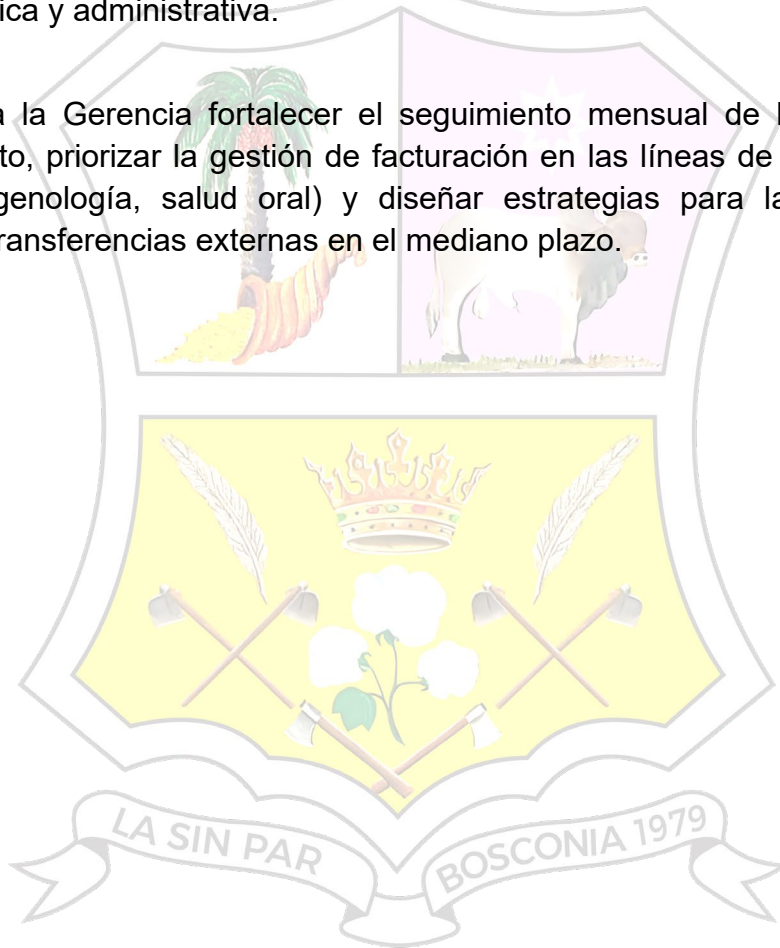 ica y administrativa.
a la Gerencia fortalecer el seguimiento mensual de
to, priorizar la gestión de facturación en las líneas de
genología, salud oral) y diseñar estrategias para la
transferencias externas en el mediano plazo.
LA SIN PAR
BOSCONIA 1979